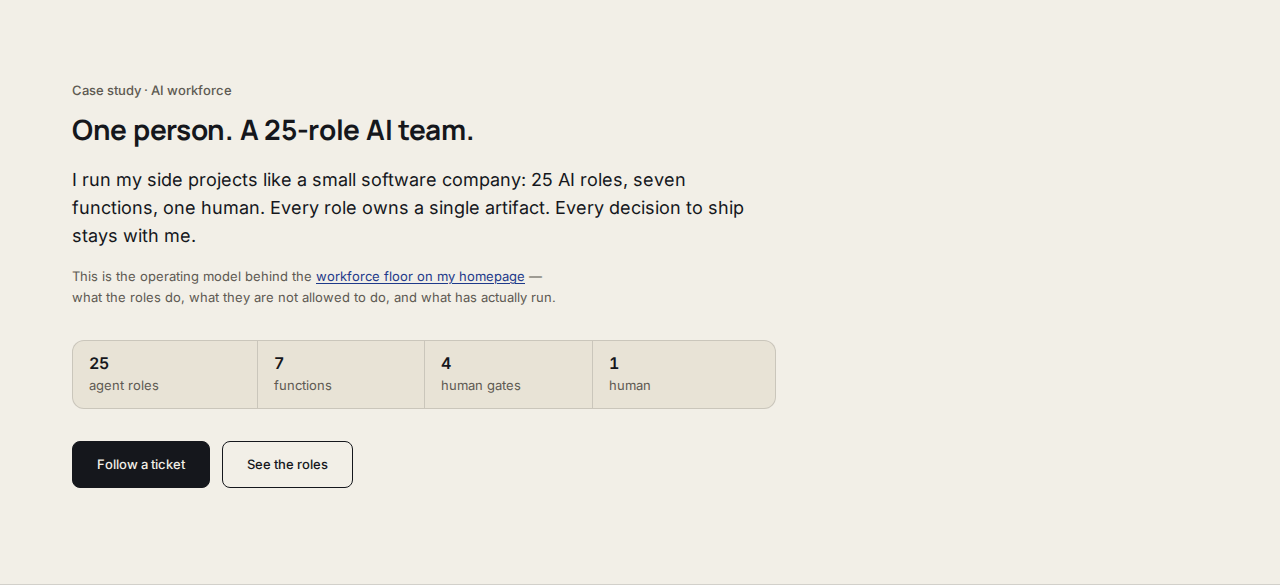 Case study · AI workforce
One person. A 25-role AI team.
I run my side projects like a small software company: 25 AI roles, seven
functions, one human. Every role owns a single artifact. Every decision to ship
stays with me.
This is the operating model behind the workforce floor on my homepage —
what the roles do, what they are not allowed to do, and what has actually run.
25
agent roles
7
functions
4
human gates
1
human
Follow a ticket
See the roles